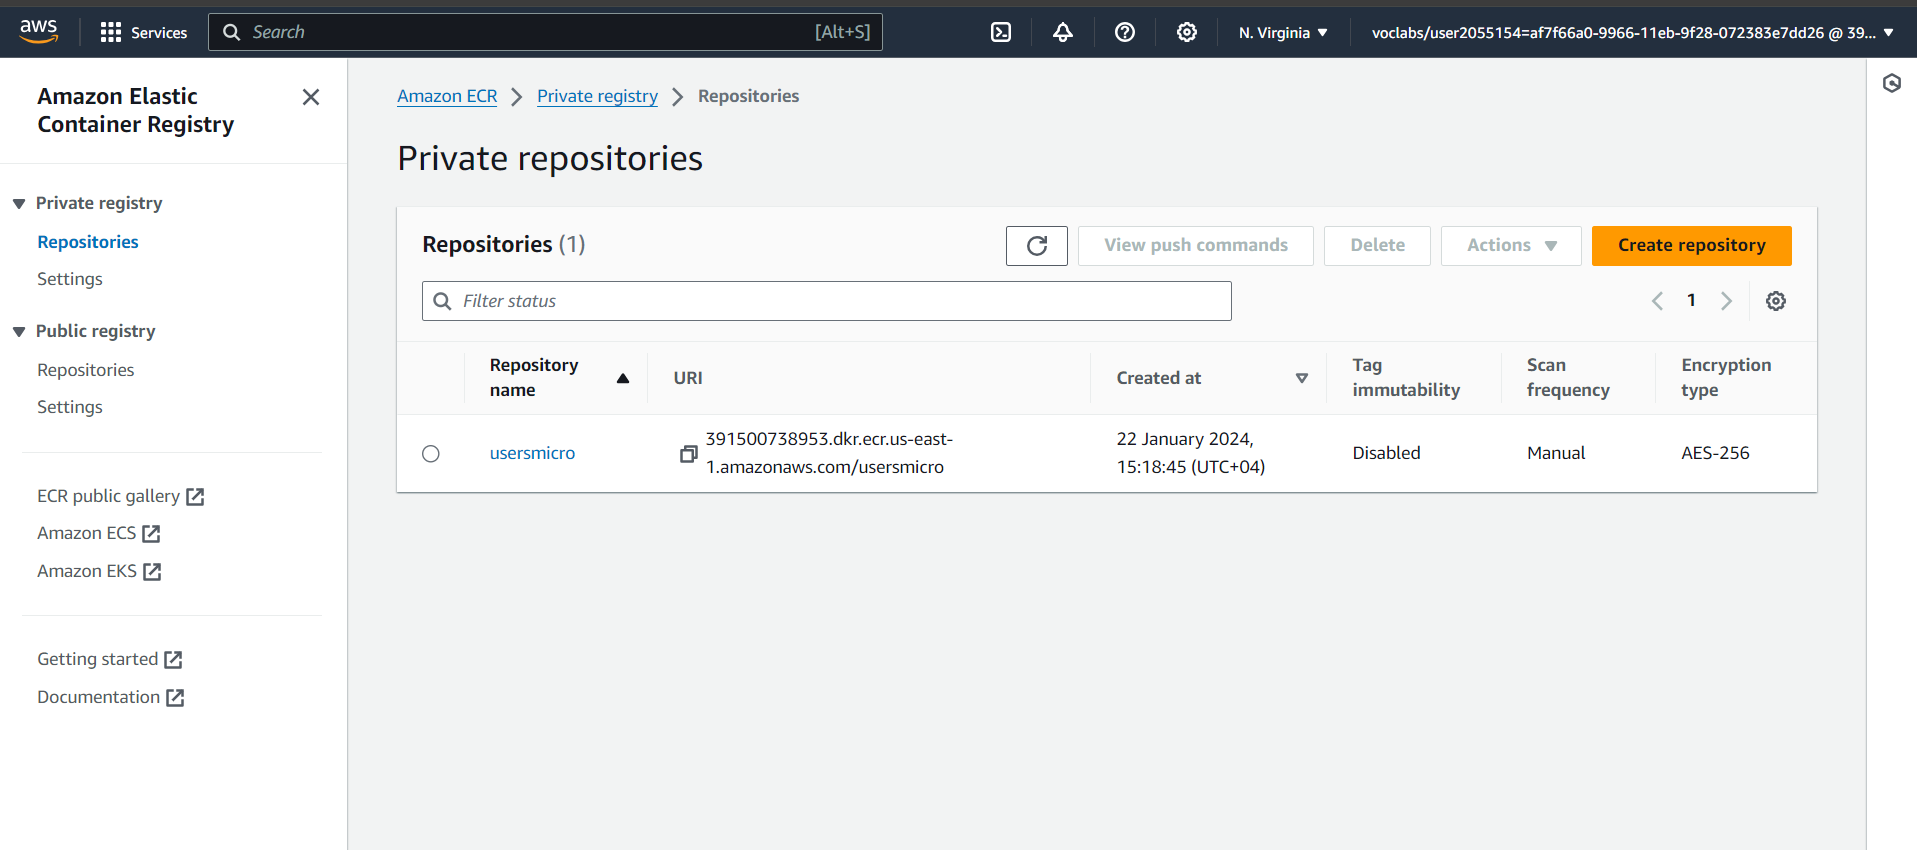 aws
Services
Search
[Alt+S]
N. Virginia
voclabs/user2055154=af7f66a0-9966-11eb-9f28-072383e7dd26 @ 39...
Amazon Elastic
Container Registry
Private registry
Repositories
Settings
Public registry
Repositories
Settings
ECR public gallery
Amazon ECS
Amazon EKS
Getting started
Documentation
Amazon ECR
Private registry
Repositories
Private repositories
Repositories (1)
View push commands
Delete
Actions
Create repository
Filter status
1
Repository
name
URI
Created at
Tag
immutability
Scan
frequency
Encryption
type
usersmicro
391500738953.dkr.ecr.us-east-
1.amazonaws.com/usersmicro
22 January 2024,
15:18:45 (UTC+04)
Disabled
Manual
AES-256